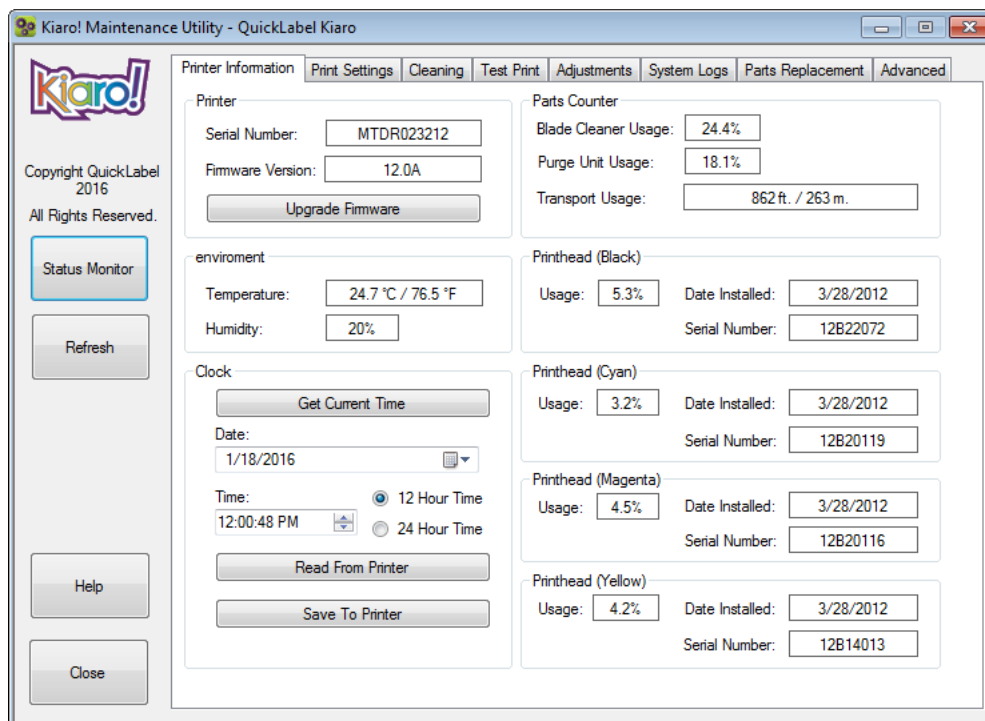 Kiaro! Maintenance Utility - QuickLabel Kiaro
Kiaro!
Copyright QuickLabel
2016
All Rights Reserved.
Status Monitor
Refresh
Help
Close
Printer Information Print Settings Cleaning Test Print Adjustments System Logs Parts Replacement Advanced
Printer
Serial Number: MTDR023212
Firmware Version: 12.0A
Upgrade Firmware
enviroment
Temperature: 24.7 °C / 76.5 °F
Humidity: 20%
Clock
Get Current Time
Date:
1/18/2016
Time:
12:00:48 PM
12 Hour Time
24 Hour Time
Read From Printer
Save To Printer
Parts Counter
Blade Cleaner Usage: 24.4%
Purge Unit Usage: 18.1%
Transport Usage: 862 ft. / 263 m.
Printhead (Black)
Usage: 5.3% Date Installed: 3/28/2012
Serial Number: 12B22072
Printhead (Cyan)
Usage: 3.2% Date Installed: 3/28/2012
Serial Number: 12B20119
Printhead (Magenta)
Usage: 4.5% Date Installed: 3/28/2012
Serial Number: 12B20116
Printhead (Yellow)
Usage: 4.2% Date Installed: 3/28/2012
Serial Number: 12B14013